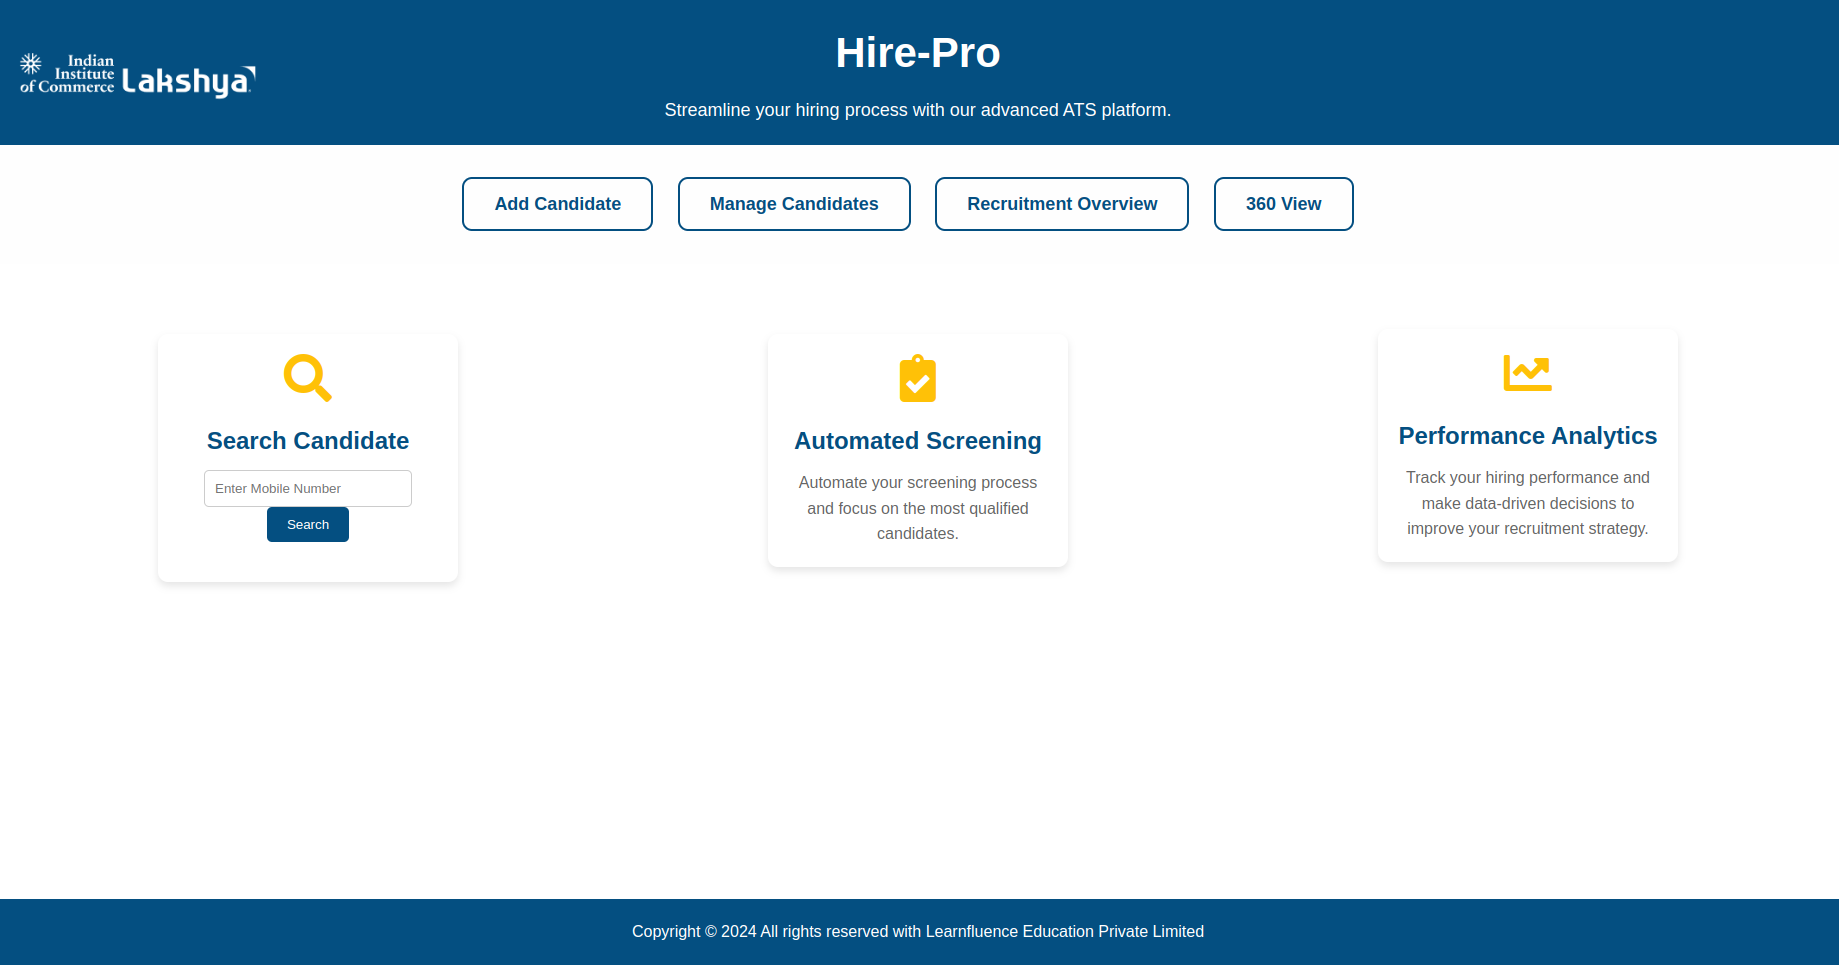 Indian
Institute
of Commerce
Lakshya
Hire-Pro
Streamline your hiring process with our advanced ATS platform.
Add Candidate
Manage Candidates
Recruitment Overview
360 View
Search Candidate
Enter Mobile Number
Search
Automated Screening
Automate your screening process
and focus on the most qualified
candidates.
Performance Analytics
Track your hiring performance and
make data-driven decisions to
improve your recruitment strategy.
Copyright © 2024 All rights reserved with Learnfluence Education Private Limited